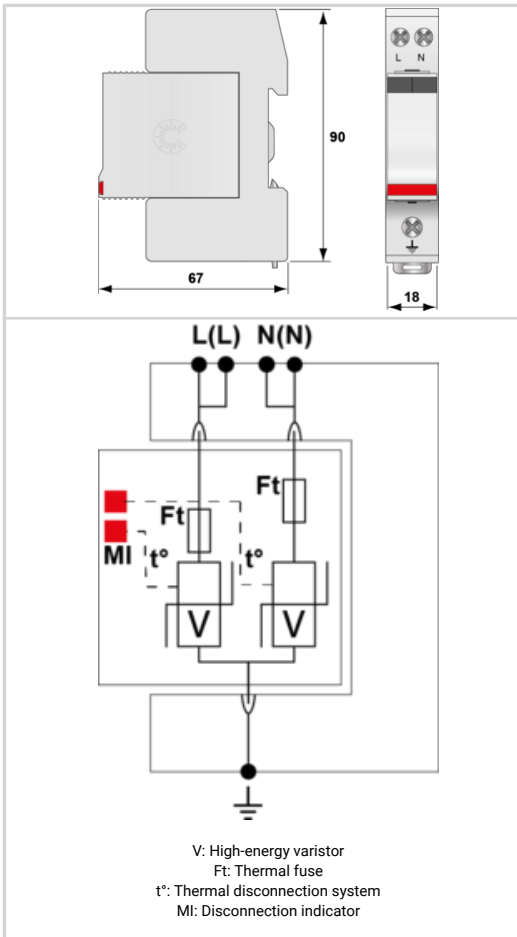 L N
90
67
18
L(L) N(N)
Ft
Ft
MI
t°
t°
V
V
V: High-energy varistor
Ft: Thermal fuse
t°: Thermal disconnection system
MI: Disconnection indicator